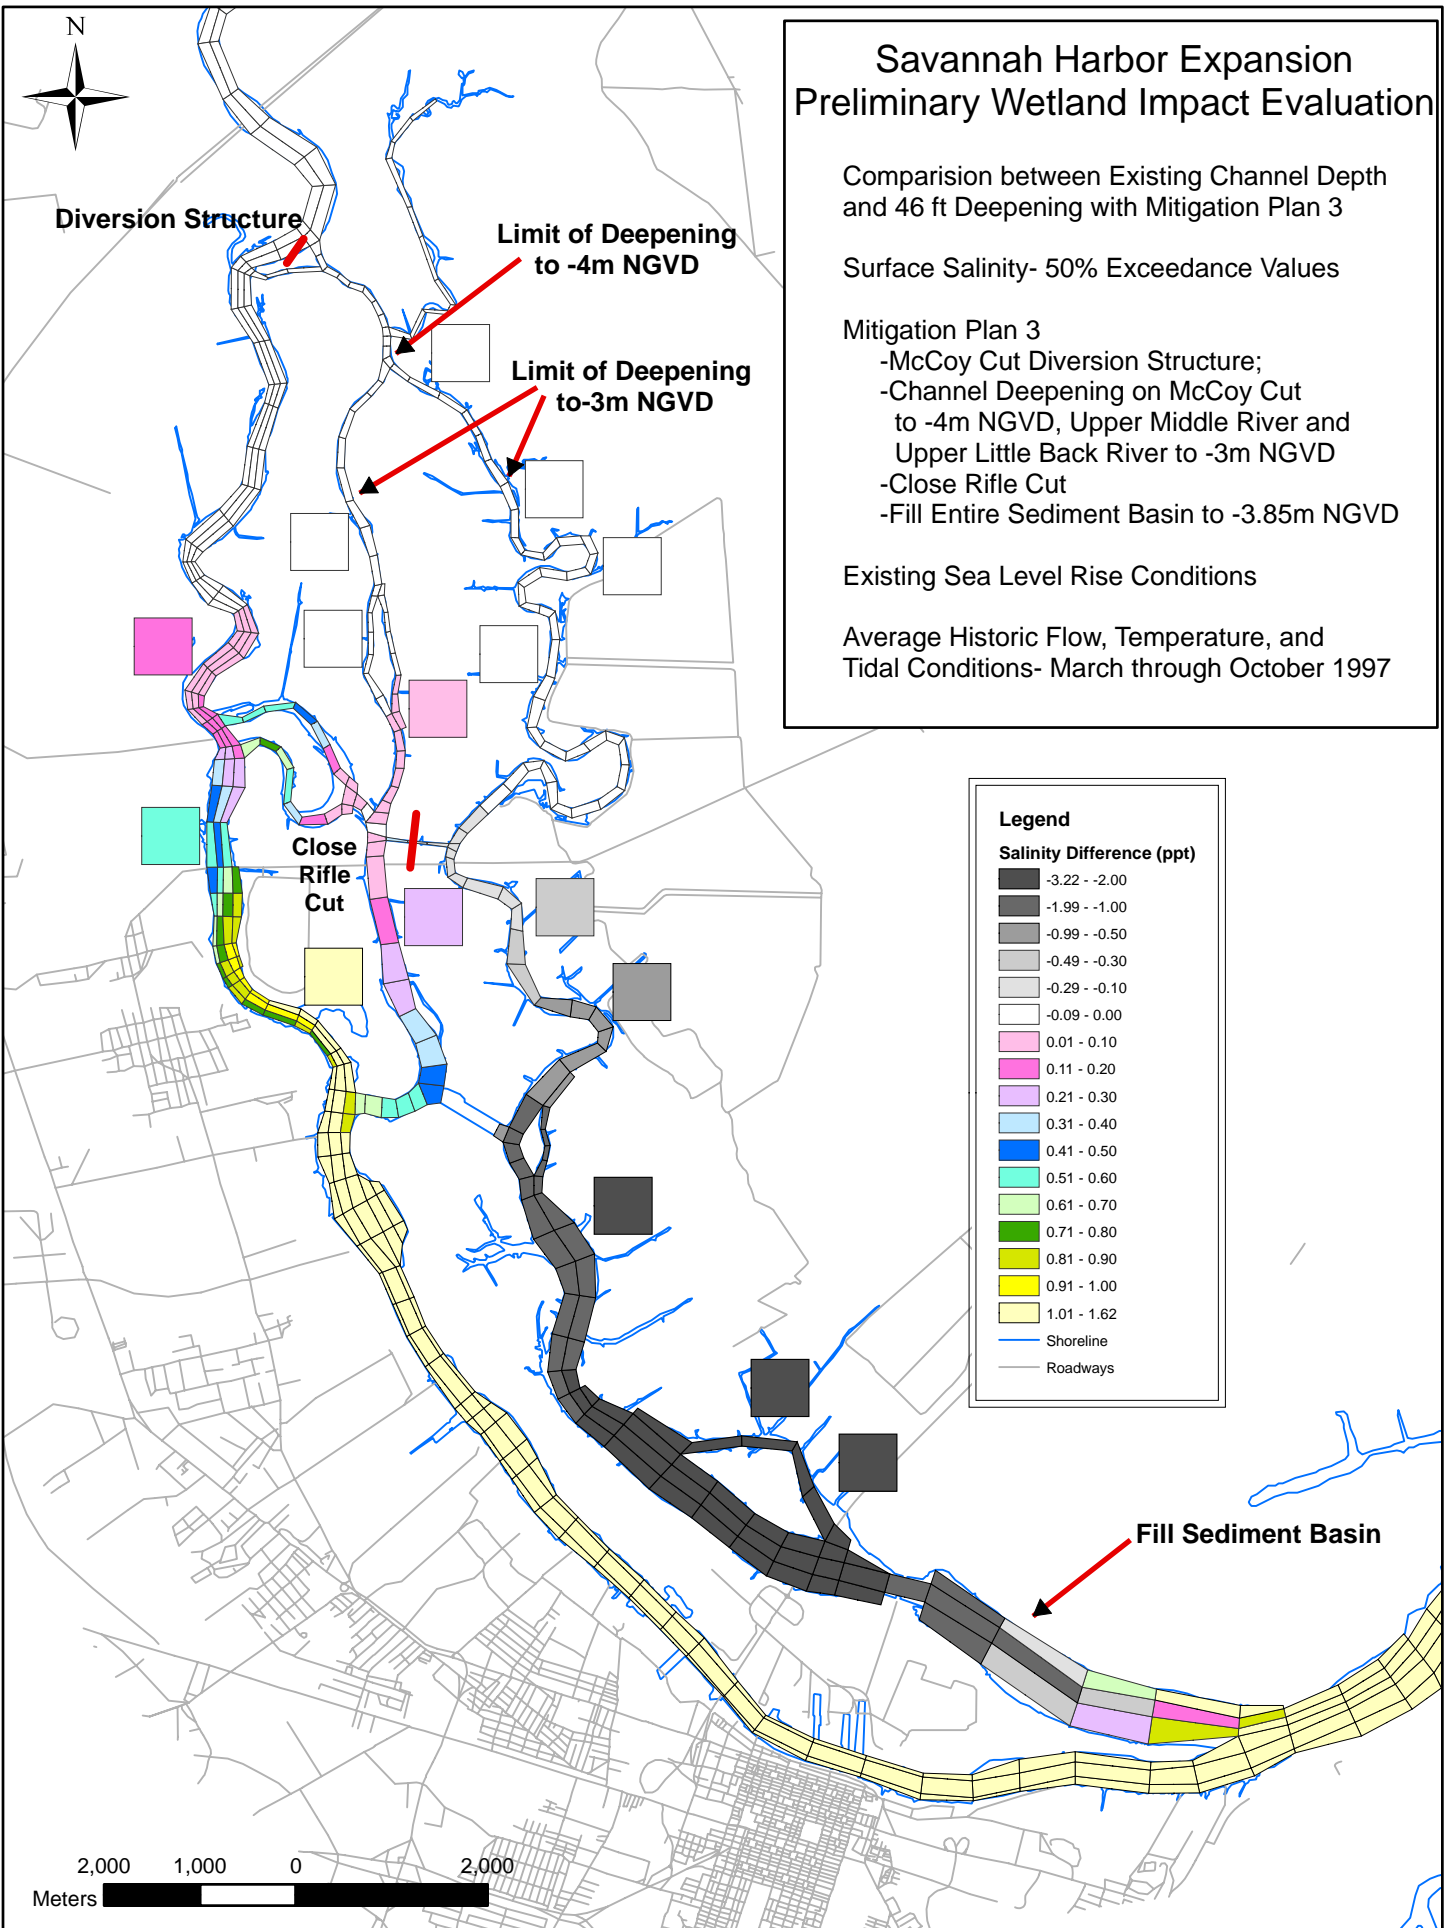 N
Savannah Harbor Expansion
Preliminary Wetland Impact Evaluation
Comparision between Existing Channel Depth
and 46 ft Deepening with Mitigation Plan 3
Surface Salinity- 50% Exceedance Values
Mitigation Plan 3
-McCoy Cut Diversion Structure;
-Channel Deepening on McCoy Cut
to -4m NGVD, Upper Middle River and
Upper Little Back River to -3m NGVD
-Close Rifle Cut
-Fill Entire Sediment Basin to -3.85m NGVD
Existing Sea Level Rise Conditions
Average Historic Flow, Temperature, and
Tidal Conditions- March through October 1997
Diversion Structure
Limit of Deepening
to -4m NGVD
Limit of Deepening
to-3m NGVD
Close
Rifle
Cut
Legend
Salinity Difference (ppt)
-3.22 - -2.00
-1.99 - -1.00
-0.99 - -0.50
-0.49 - -0.30
-0.29 - -0.10
-0.09 - 0.00
0.01 - 0.10
0.11 - 0.20
0.21 - 0.30
0.31 - 0.40
0.41 - 0.50
0.51 - 0.60
0.61 - 0.70
0.71 - 0.80
0.81 - 0.90
0.91 - 1.00
1.01 - 1.62
Shoreline
Roadways
Fill Sediment Basin
2,000 1,000 0 2,000
Meters